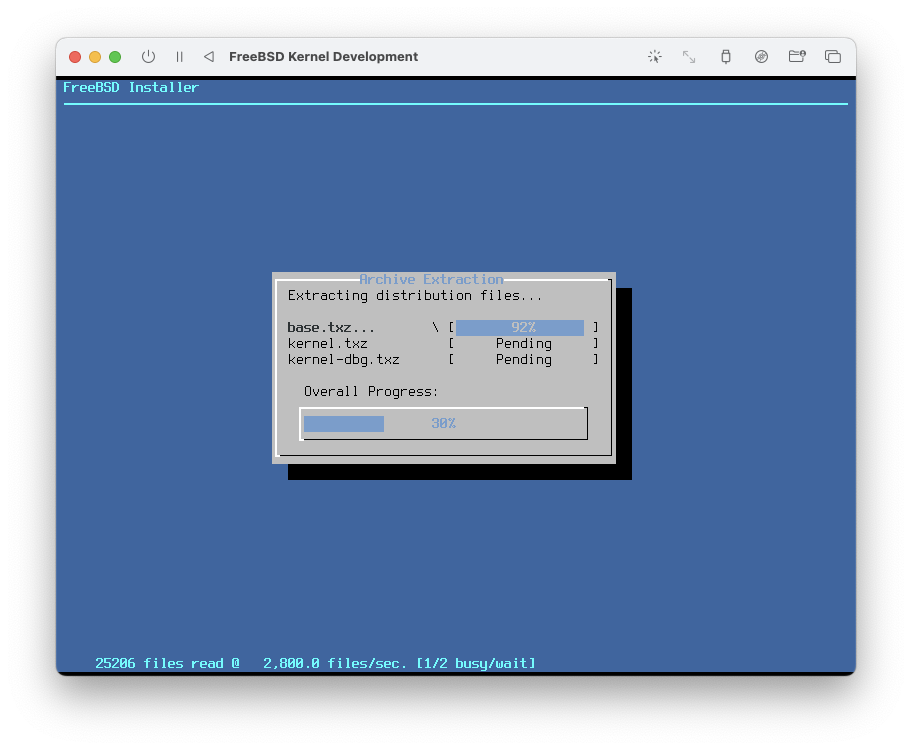 FreeBSD Kernel Development
FreeBSD Installer
Archive Extraction
Extracting distribution files...
base.txz... \ [ 92% ]
kernel.txz [ Pending ]
kernel-dbg.txz [ Pending ]
Overall Progress:
30%
25206 files read @ 2,800.0 files/sec. [1/2 busy/wait]